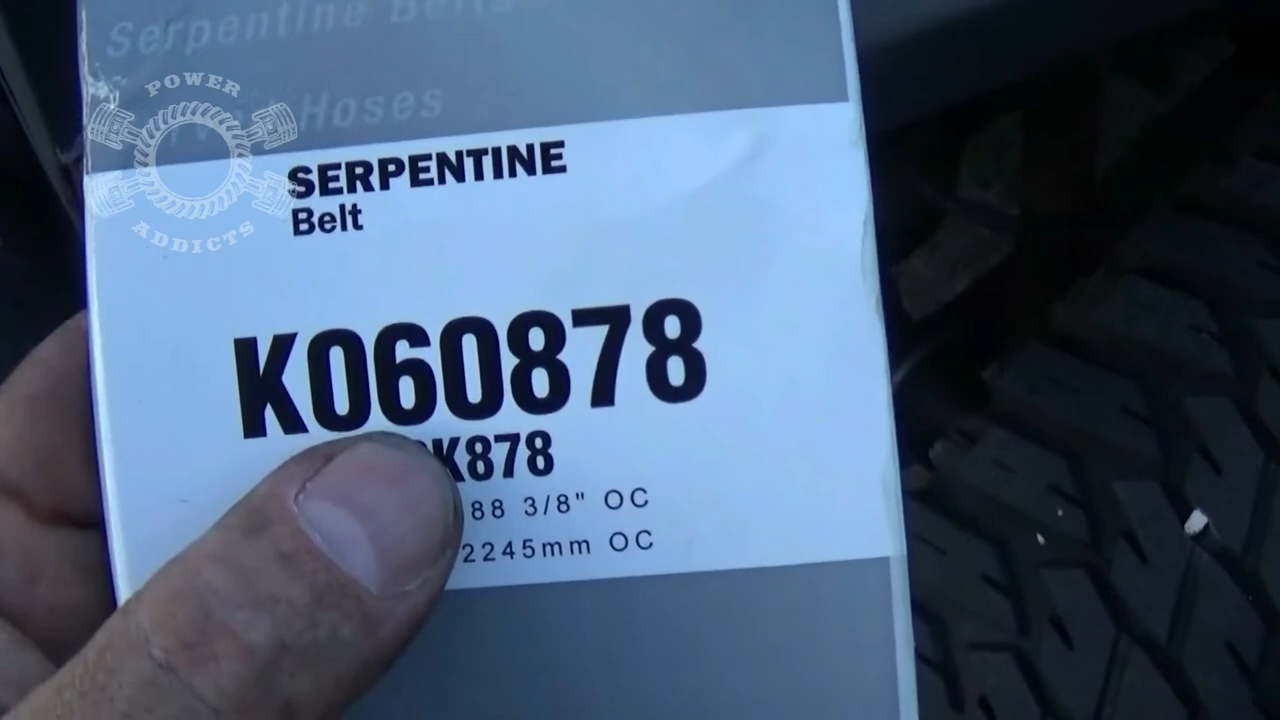 Serpentine Belts
Hoses
POWER
ADDICTS
SERPENTINE
Belt
K060878
K878
88 3/8" OC
2245mm OC